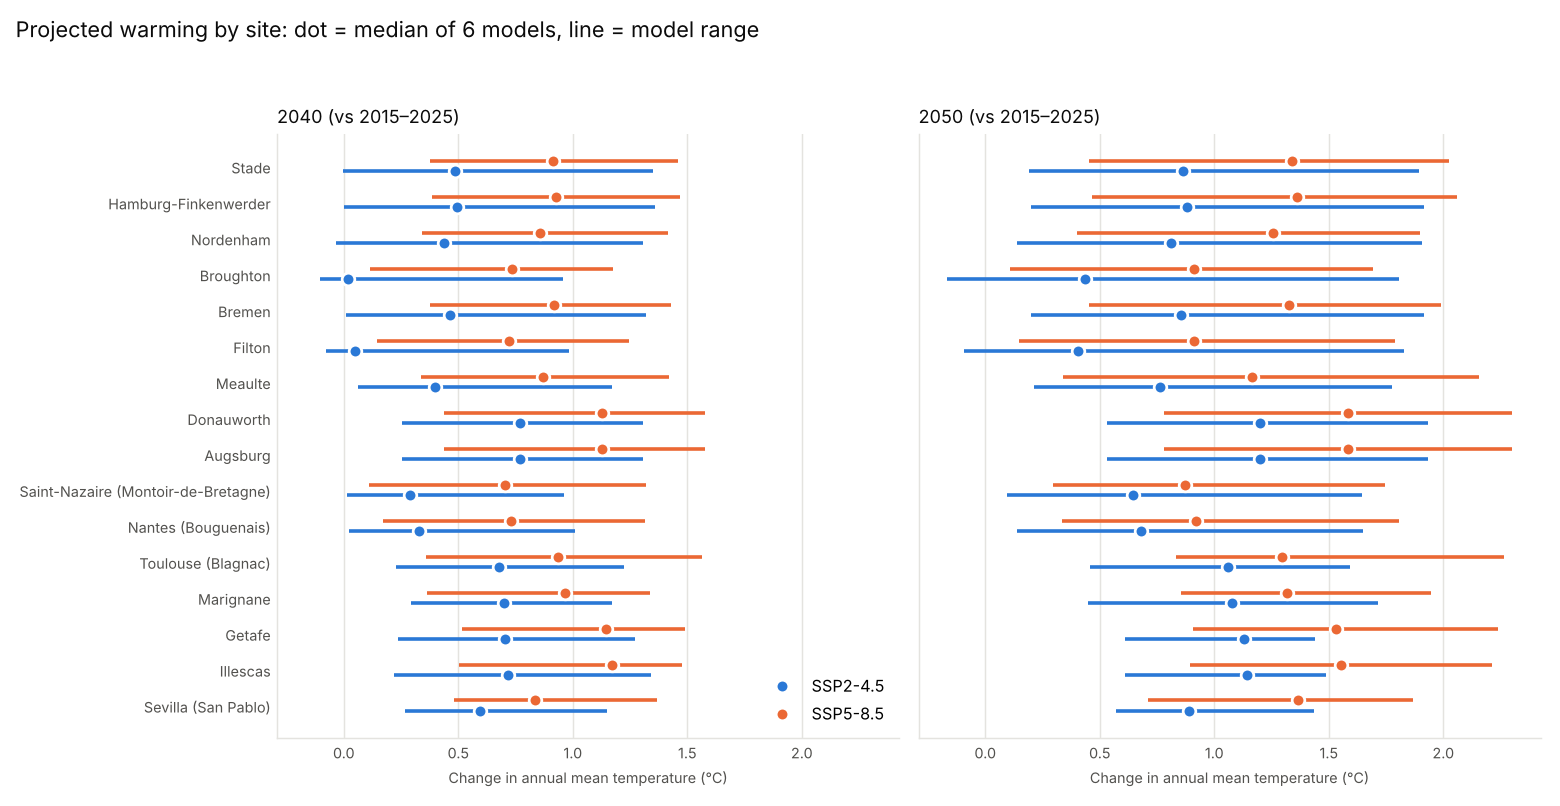 Projected warming by site: dot = median of 6 models, line = model range
2040 (vs 2015–2025)
Stade
Hamburg-Finkenwerder
Nordenham
Broughton
Bremen
Filton
Meaulte
Donauworth
Augsburg
Saint-Nazaire (Montoir-de-Bretagne)
Nantes (Bouguenais)
Toulouse (Blagnac)
Marignane
Getafe
Illescas
Sevilla (San Pablo)
SSP2-4.5
SSP5-8.5
0.0 0.5 1.0 1.5 2.0
Change in annual mean temperature (°C)
2050 (vs 2015–2025)
0.0 0.5 1.0 1.5 2.0
Change in annual mean temperature (°C)